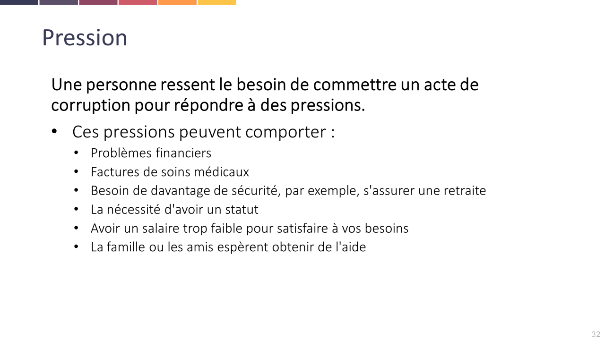 Pression
Une personne ressent le besoin de commettre un acte de
corruption pour répondre à des pressions.
• Ces pressions peuvent comporter :
• Problèmes financiers
• Factures de soins médicaux
• Besoin de davantage de sécurité, par exemple, s'assurer une retraite
• La nécessité d'avoir un statut
• Avoir un salaire trop faible pour satisfaire à vos besoins
• La famille ou les amis espèrent obtenir de l'aide
32